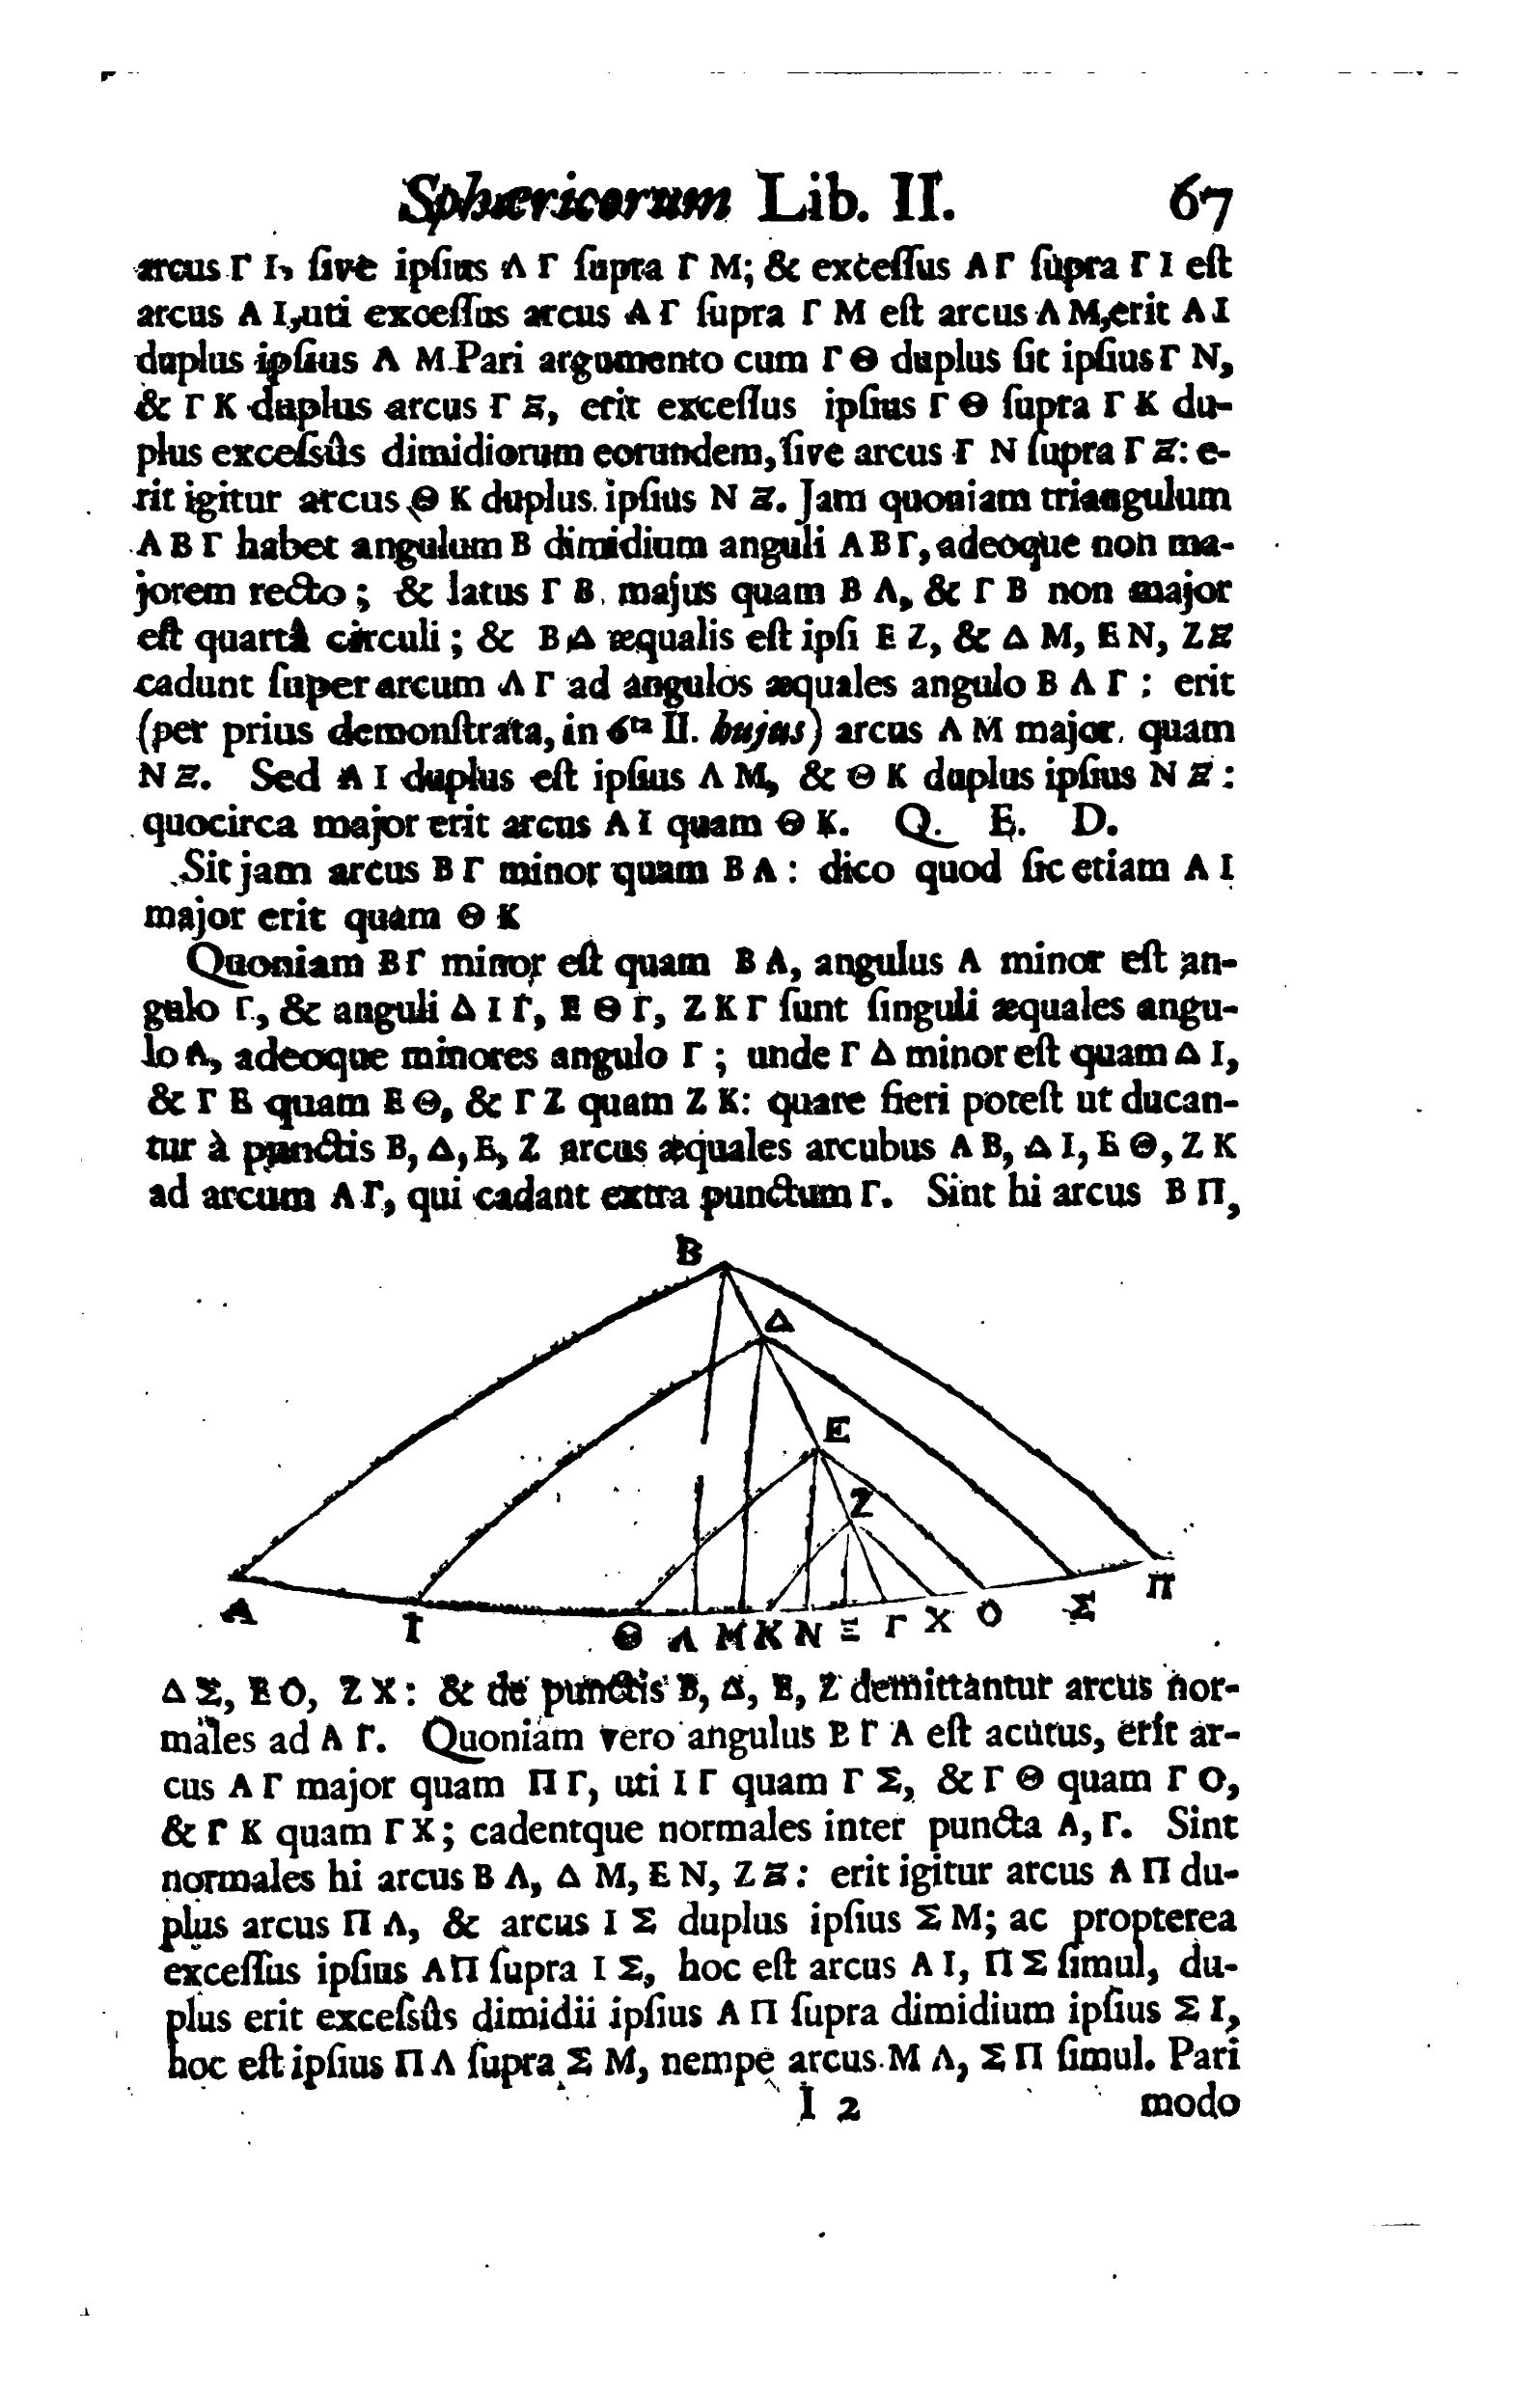 Sphæricorum Lib. II. 67
arcus Γ I, ſive ipſius Λ Γ ſupra Γ M; & exceſſus A Γ ſupra Γ I eſt
arcus A I, uti exceſſus arcus Λ Γ ſupra Γ M eſt arcus Λ M, erit A I
duplus ipſius Λ M. Pari argumento cum Γ Θ duplus ſit ipſius Γ N,
& Γ K duplus arcus Γ Ξ, erit exceſſus ipſius Γ Θ ſupra Γ K du-
plus exceſsûs dimidiorum eorundem, ſive arcus Γ N ſupra Γ Ξ: e-
rit igitur arcus Θ K duplus ipſius N Ξ. Jam quoniam triangulum
A B Γ habet angulum B dimidium anguli A B Γ, adeoque non ma-
jorem recto; & latus Γ B majus quam B Λ, & Γ B non major
eſt quartâ circuli; & B Δ æqualis eſt ipſi E Z, & Δ M, E N, Z Ξ
cadunt ſuper arcum Λ Γ ad angulos æquales angulo B Λ Γ: erit
(per prius demonſtrata, in 6ta II. hujus) arcus Λ M major quam
N Ξ. Sed A I duplus eſt ipſius Λ M, & Θ K duplus ipſius N Ξ:
quocirca major erit arcus A I quam Θ K. Q. E. D.
Sit jam arcus B Γ minor quam B A: dico quod ſic etiam A I
major erit quam Θ K
Quoniam B Γ minor eſt quam B A, angulus A minor eſt an-
gulo Γ, & anguli Δ I Γ, E Θ Γ, Z K Γ ſunt ſinguli æquales angu-
lo A, adeoque minores angulo Γ; unde Γ Δ minor eſt quam Δ I,
& Γ E quam E Θ, & Γ Z quam Z K: quare fieri poteſt ut ducan-
tur à punctis B, Δ, E, Z arcus æquales arcubus A B, Δ I, E Θ, Z K
ad arcum A Γ, qui cadant extra punctum Γ. Sint hi arcus B Π,
B
Δ
E
Z
A I Θ Λ M K N Ξ Γ X O Σ Π
Δ Σ, E O, Z X: & de punctis B, Δ, E, Z demittantur arcus nor-
males ad A Γ. Quoniam vero angulus B Γ A eſt acutus, erit ar-
cus A Γ major quam Π Γ, uti I Γ quam Γ Σ, & Γ Θ quam Γ O,
& Γ K quam Γ X; cadentque normales inter puncta A, Γ. Sint
normales hi arcus B Λ, Δ M, E N, Z Ξ: erit igitur arcus A Π du-
plus arcus Π Λ, & arcus I Σ duplus ipſius Σ M; ac propterea
exceſſus ipſius A Π ſupra I Σ, hoc eſt arcus A I, Π Σ ſimul, du-
plus erit exceſsûs dimidii ipſius A Π ſupra dimidium ipſius Σ I,
hoc eſt ipſius Π Λ ſupra Σ M, nempe arcus M Λ, Σ Π ſimul. Pari
I 2 modo